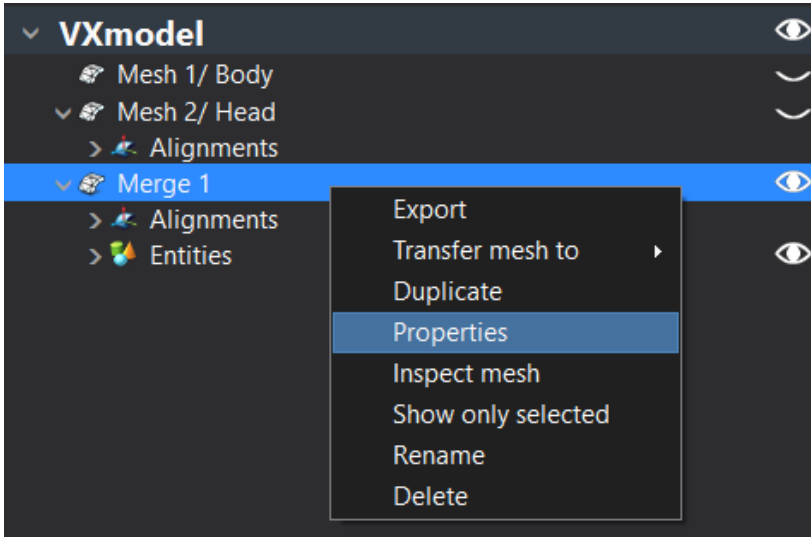 VXmodel
Mesh 1/ Body
Mesh 2/ Head
Alignments
Merge 1
Alignments
Entities
Export
Transfer mesh to
Duplicate
Properties
Inspect mesh
Show only selected
Rename
Delete